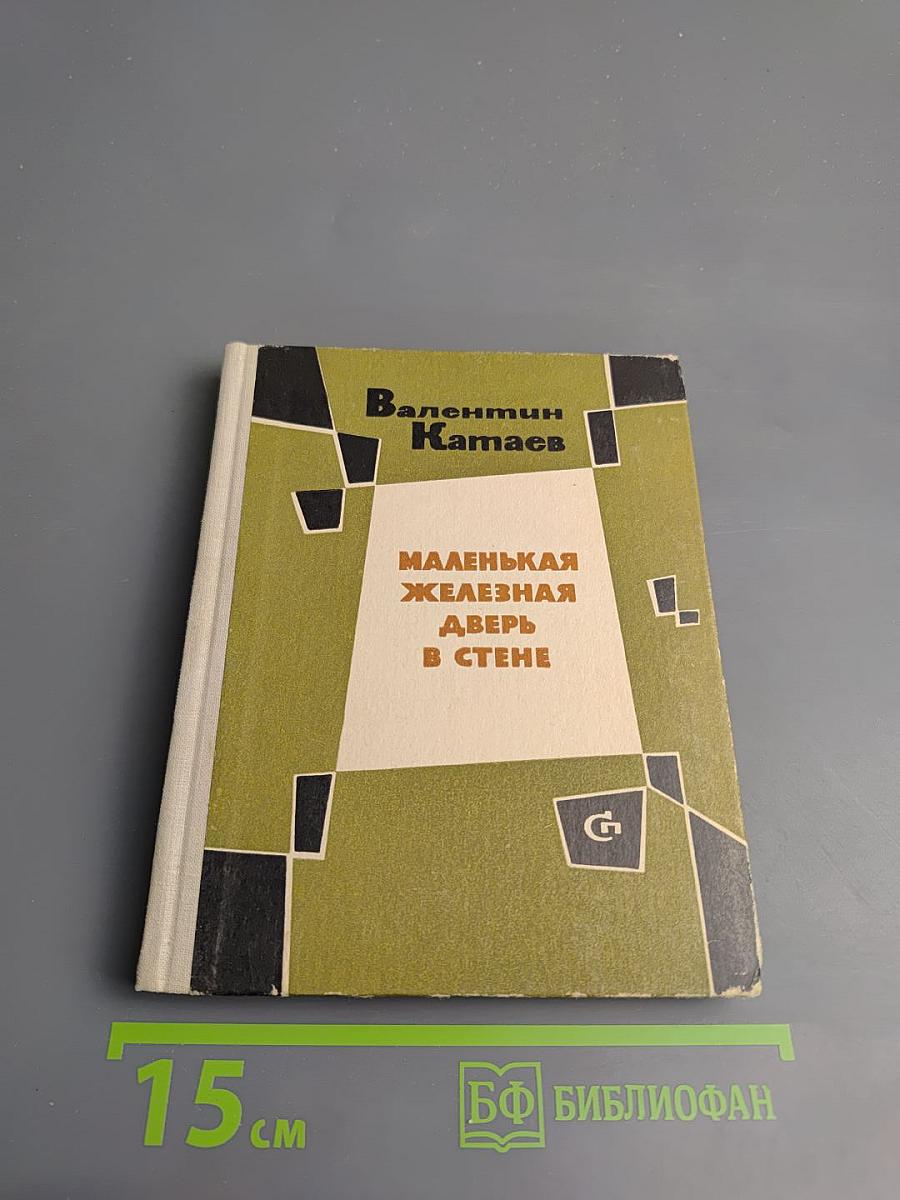 Валентин
Катаев
МАЛЕНЬКАЯ
ЖЕЛЕЗНАЯ
ДВЕРЬ
В СТЕНЕ
СП
15 см
БФ БИБЛИОФАН